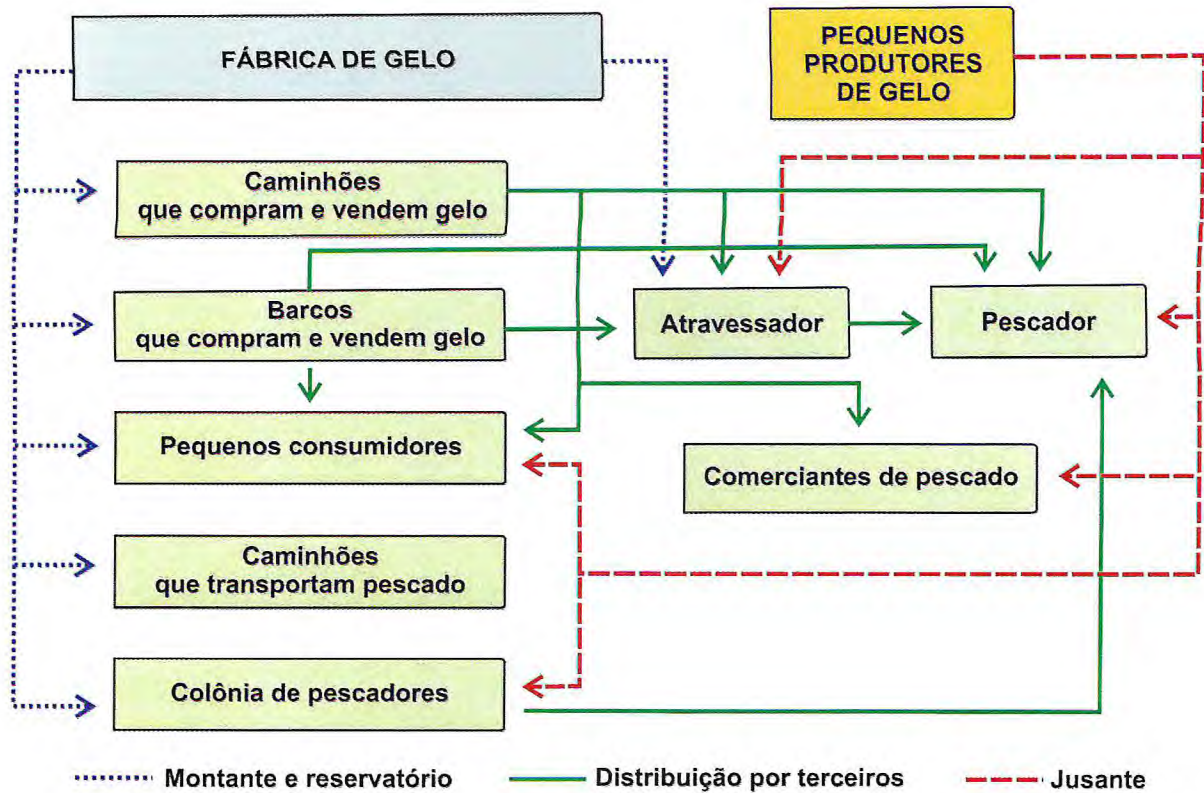 FÁBRICA DE GELO
PEQUENOS
PRODUTORES
DE GELO
Caminhões
que compram e vendem gelo
Barcos
que compram e vendem gelo
Atravessador
Pescador
Pequenos consumidores
Comerciantes de pescado
Caminhões
que transportam pescado
Colônia de pescadores
Montante e reservatório
Distribuição por terceiros
Jusante